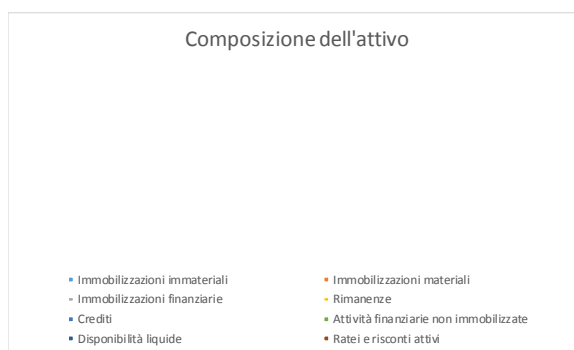 Composizione dell'attivo
Immobilizzazioni immateriali
Immobilizzazioni materiali
Immobilizzazioni finanziarie
Rimanenze
Crediti
Attività finanziarie non immobilizzate
Disponibilità liquide
Ratei e risconti attivi